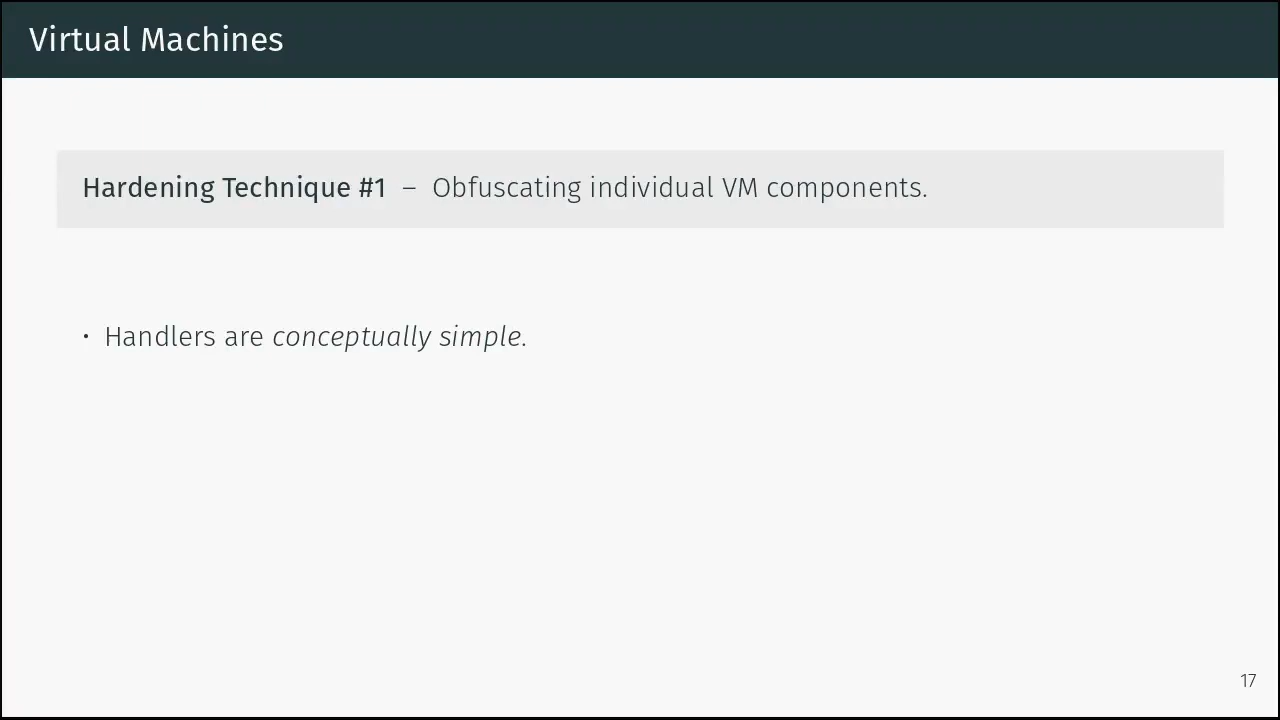 Virtual Machines
Hardening Technique #1 – Obfuscating individual VM components.
• Handlers are conceptually simple.
17